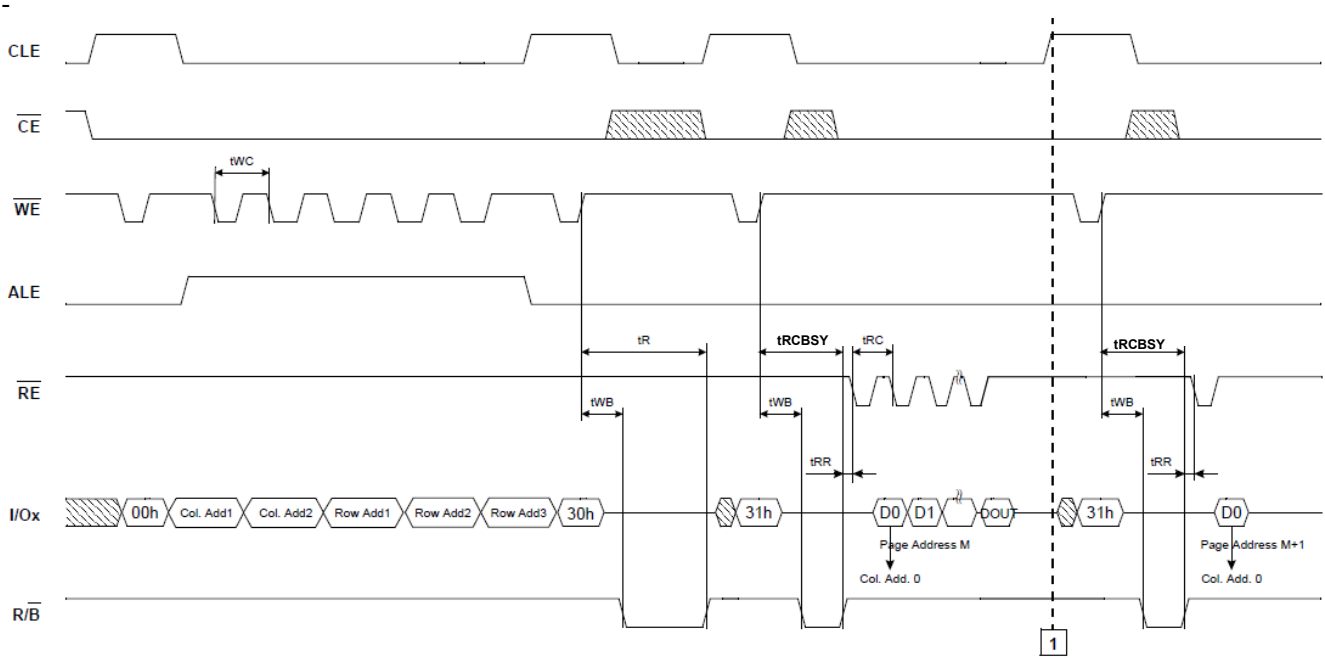 -
CLE
CE
tWC
WE
ALE
tR tRCBSY tRC tRCBSY
RE
tWB tWB tWB
tRR tRR
I/Ox 00h Col. Add1 Col. Add2 Row Add1 Row Add2 Row Add3 30h 31h D0 D1 DOUT 31h D0
Page Address M Page Address M+1
Col. Add. 0 Col. Add. 0
R/B
1